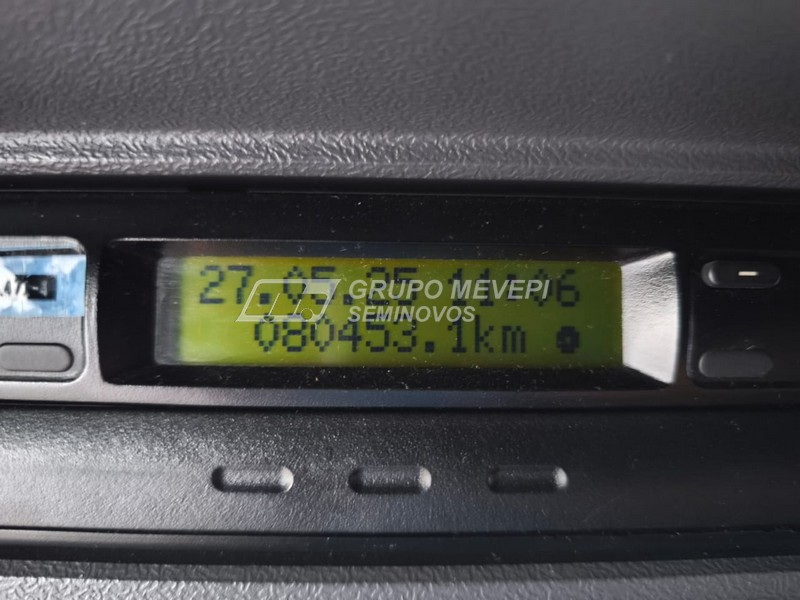 27.05.25 11:06
GRUPO MEVEPI
SEMINOVOS
080453.1km